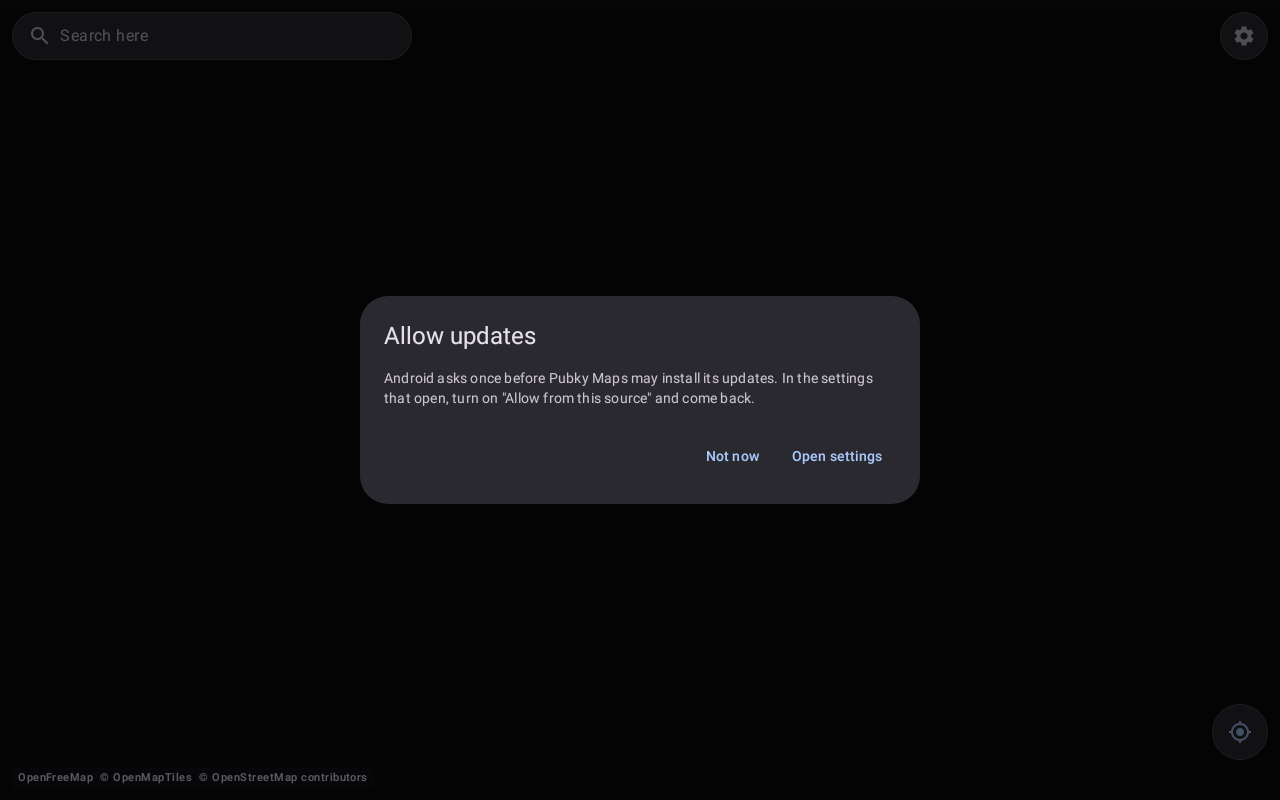 Search here
Allow updates
Android asks once before Pubky Maps may install its updates. In the settings
that open, turn on "Allow from this source" and come back.
Not now
Open settings
OpenFreeMap © OpenMapTiles © OpenStreetMap contributors